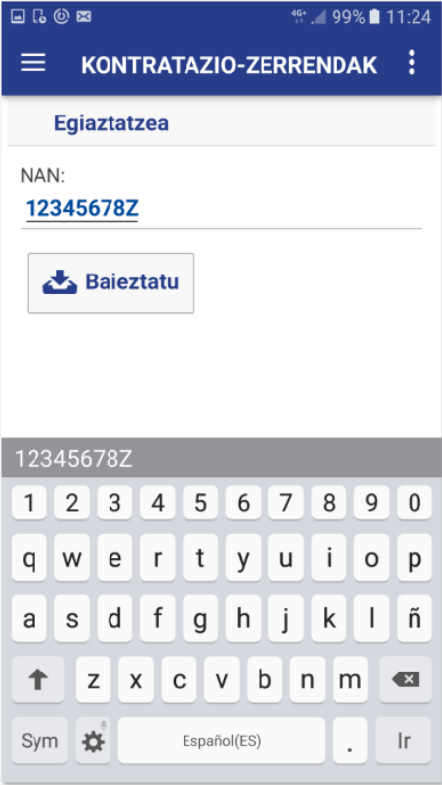 4G+ 99% 11:24
KONTRATAZIO-ZERRENDAK
Egiaztatzea
NAN:
12345678Z
Baieztatu
12345678Z
1 2 3 4 5 6 7 8 9 0
q w e r t y u i o p
a s d f g h j k l ñ
z x c v b n m
Sym Español(ES) . Ir